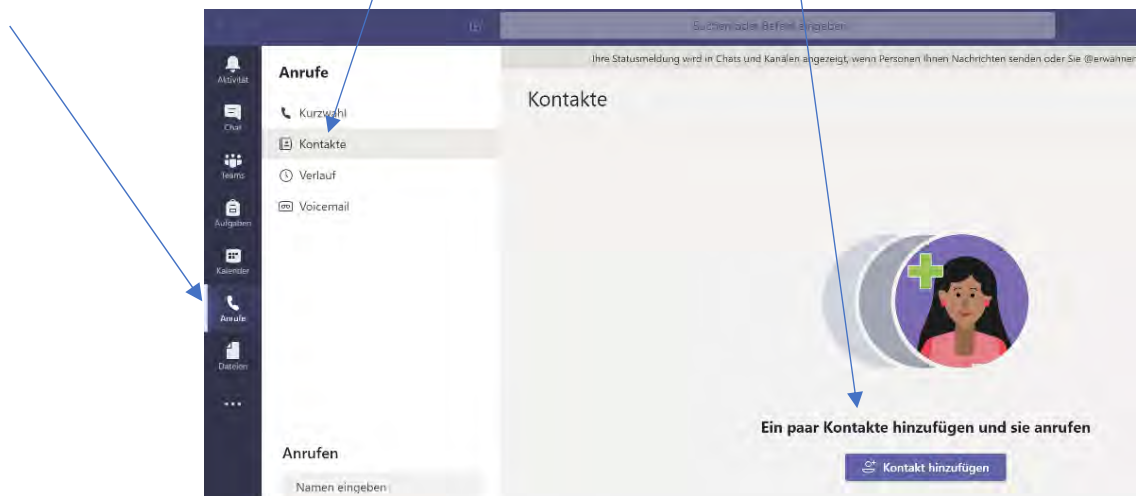 Suchen oder Befehl eingeben
Aktivität
Chat
Teams
Aufgaben
Kalender
Anrufe
Dateien
Anrufe
Kurzwahl
Kontakte
Verlauf
Voicemail
Anrufen
Namen eingeben
Ihre Statusmeldung wird in Chats und Kanälen angezeigt, wenn Personen Ihnen Nachrichten senden oder Sie @erwähnen
Kontakte
Ein paar Kontakte hinzufügen und sie anrufen
Kontakt hinzufügen